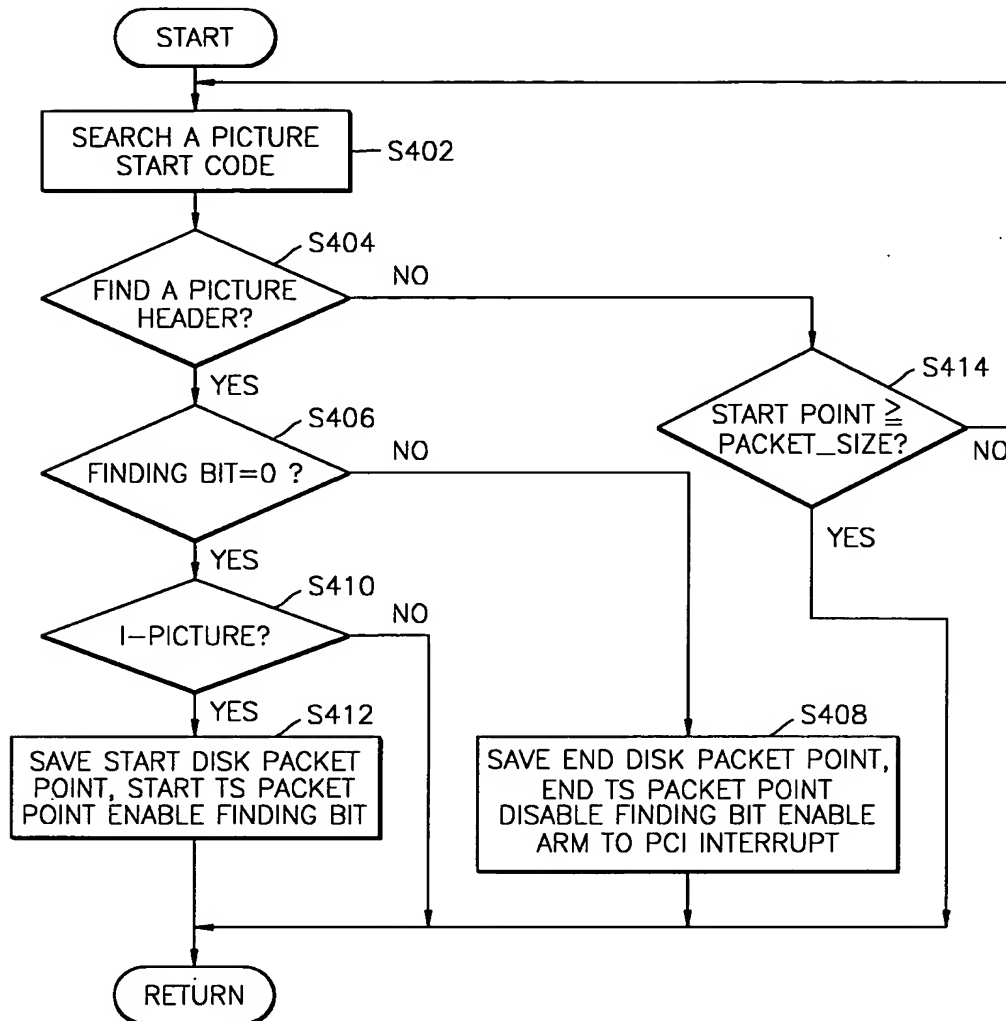 START
SEARCH A PICTURE
START CODE
S402
S404
FIND A PICTURE
HEADER?
NO
YES
S414
START POINT ≧
PACKET_SIZE?
NO
YES
S406
FINDING BIT=0 ?
NO
YES
S410
I-PICTURE?
NO
YES
S412
SAVE START DISK PACKET
POINT, START TS PACKET
POINT ENABLE FINDING BIT
S408
SAVE END DISK PACKET POINT,
END TS PACKET POINT
DISABLE FINDING BIT ENABLE
ARM TO PCI INTERRUPT
RETURN